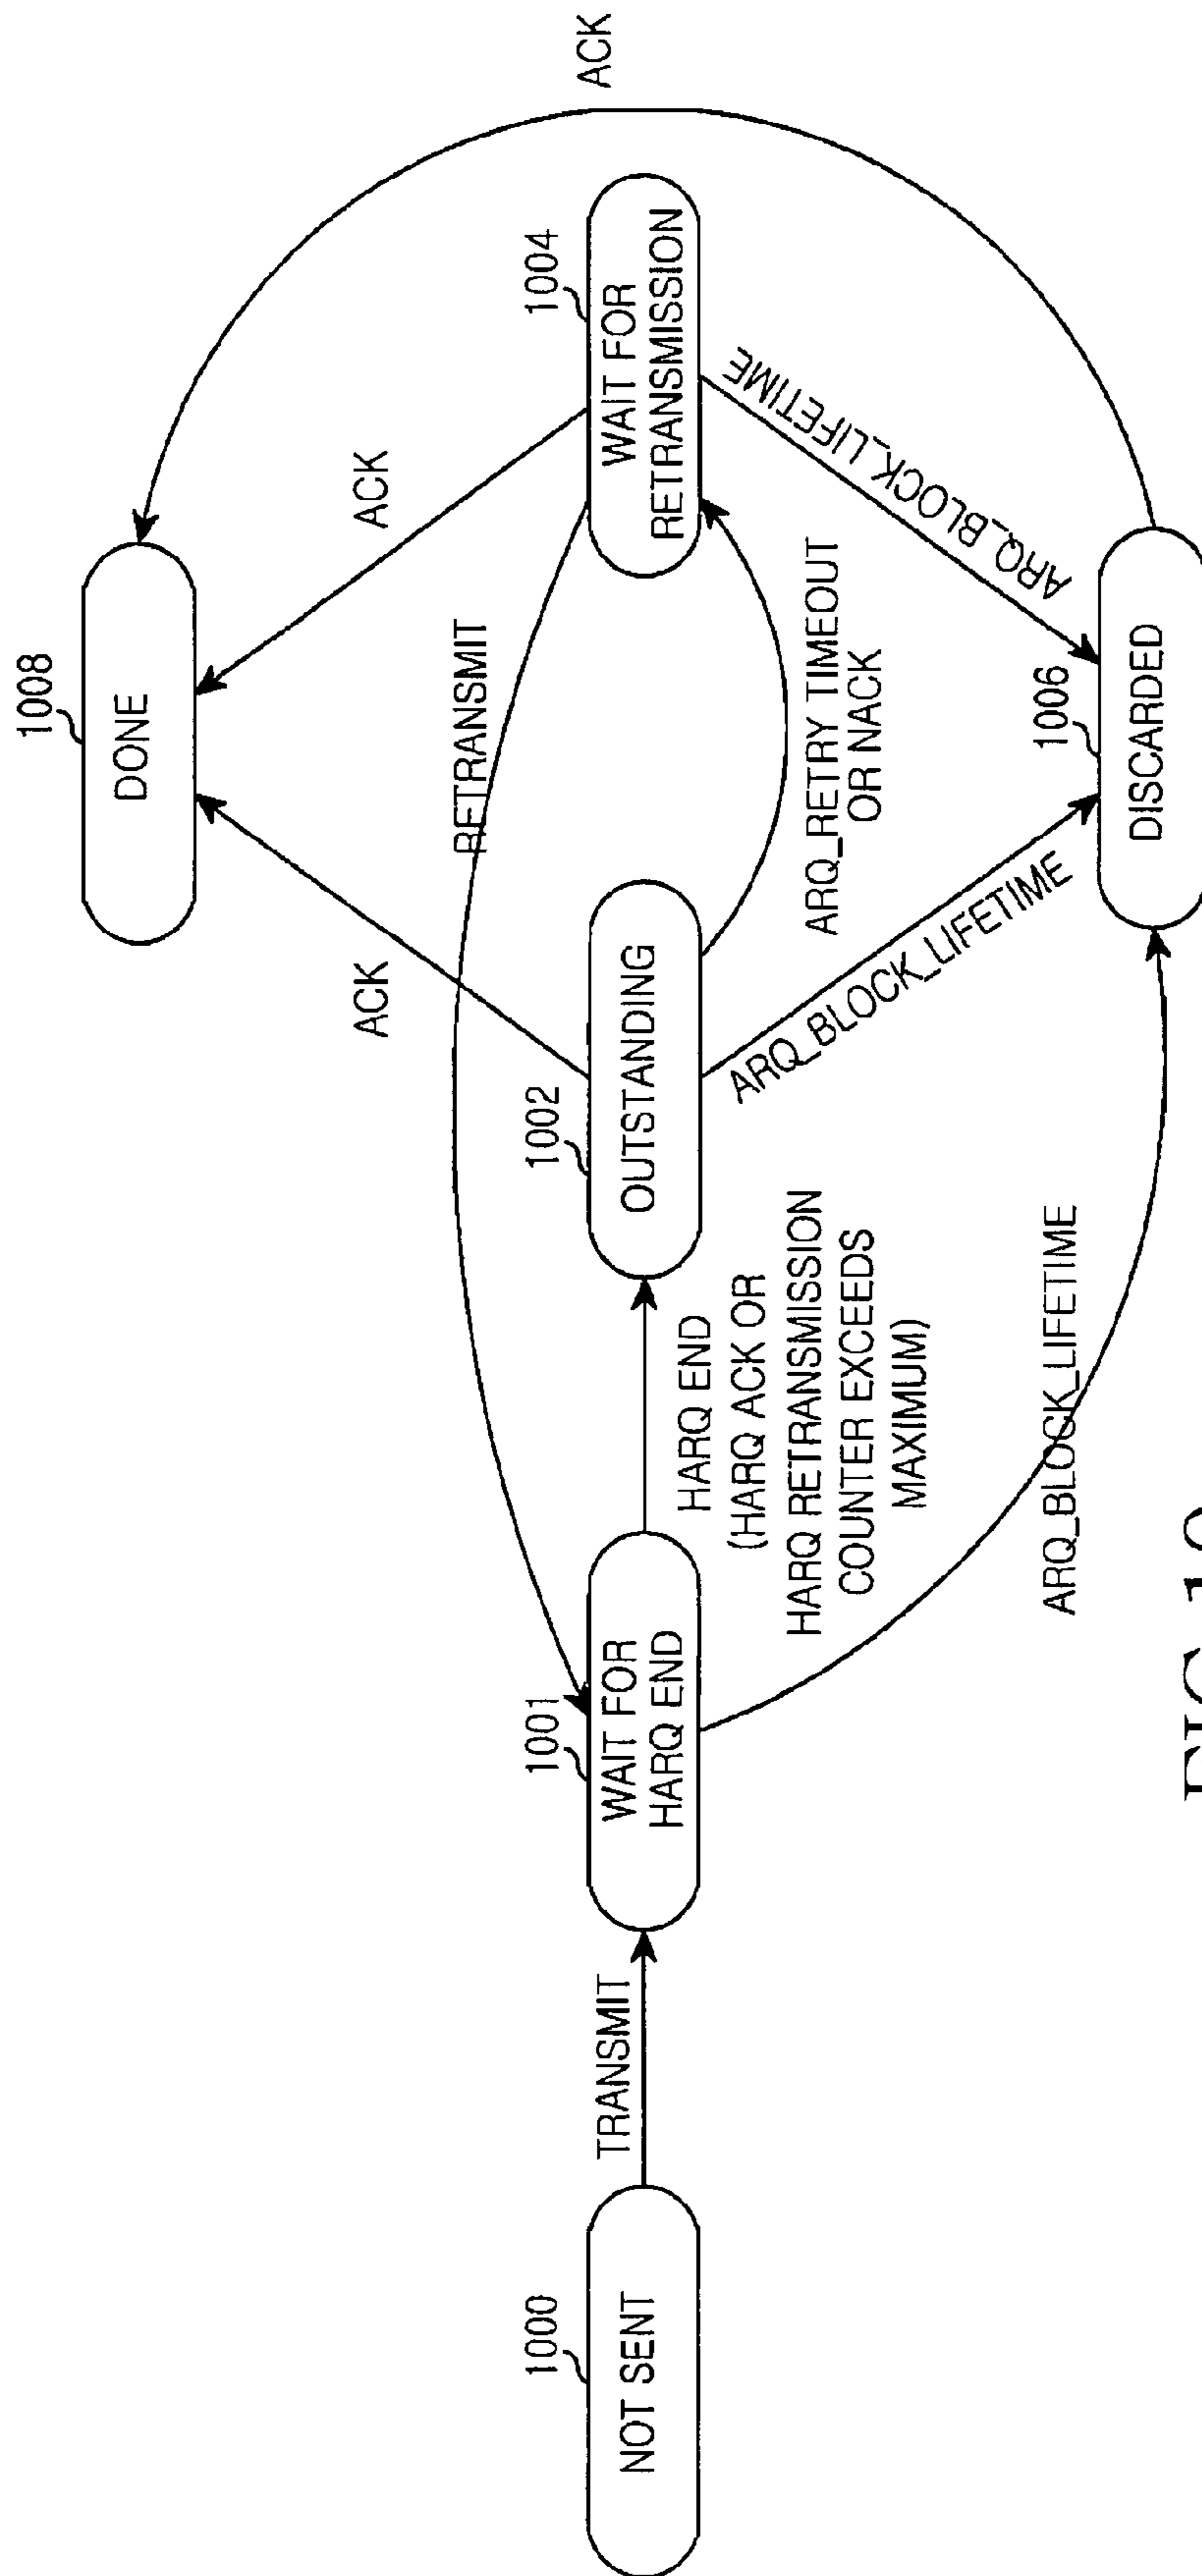 1008
DONE
ACK
ACK
ACK
RETRANSMIT
1000
NOT SENT
TRANSMIT
1001
WAIT FOR
HARQ END
HARQ END
(HARQ ACK OR
HARQ RETRANSMISSION
COUNTER EXCEEDS
MAXIMUM)
1002
OUTSTANDING
ARQ_RETRY TIMEOUT
OR NACK
1004
WAIT FOR
RETRANSMISSION
ARQ_BLOCK_LIFETIME
ARQ_BLOCK_LIFETIME
ARQ_BLOCK_LIFETIME
1006
DISCARDED